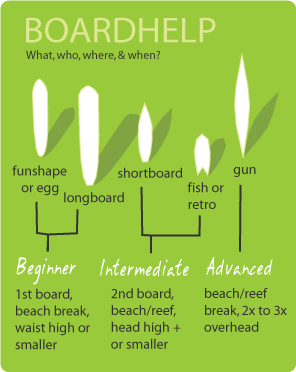 BOARDHELP
What, who, where, & when?
funshape
or egg
longboard
shortboard
fish or
retro
gun
Beginner
1st board,
beach break,
waist high or
smaller
Intermediate
2nd board,
beach/reef,
head high +
or smaller
Advanced
beach/reef
break, 2x to 3x
overhead